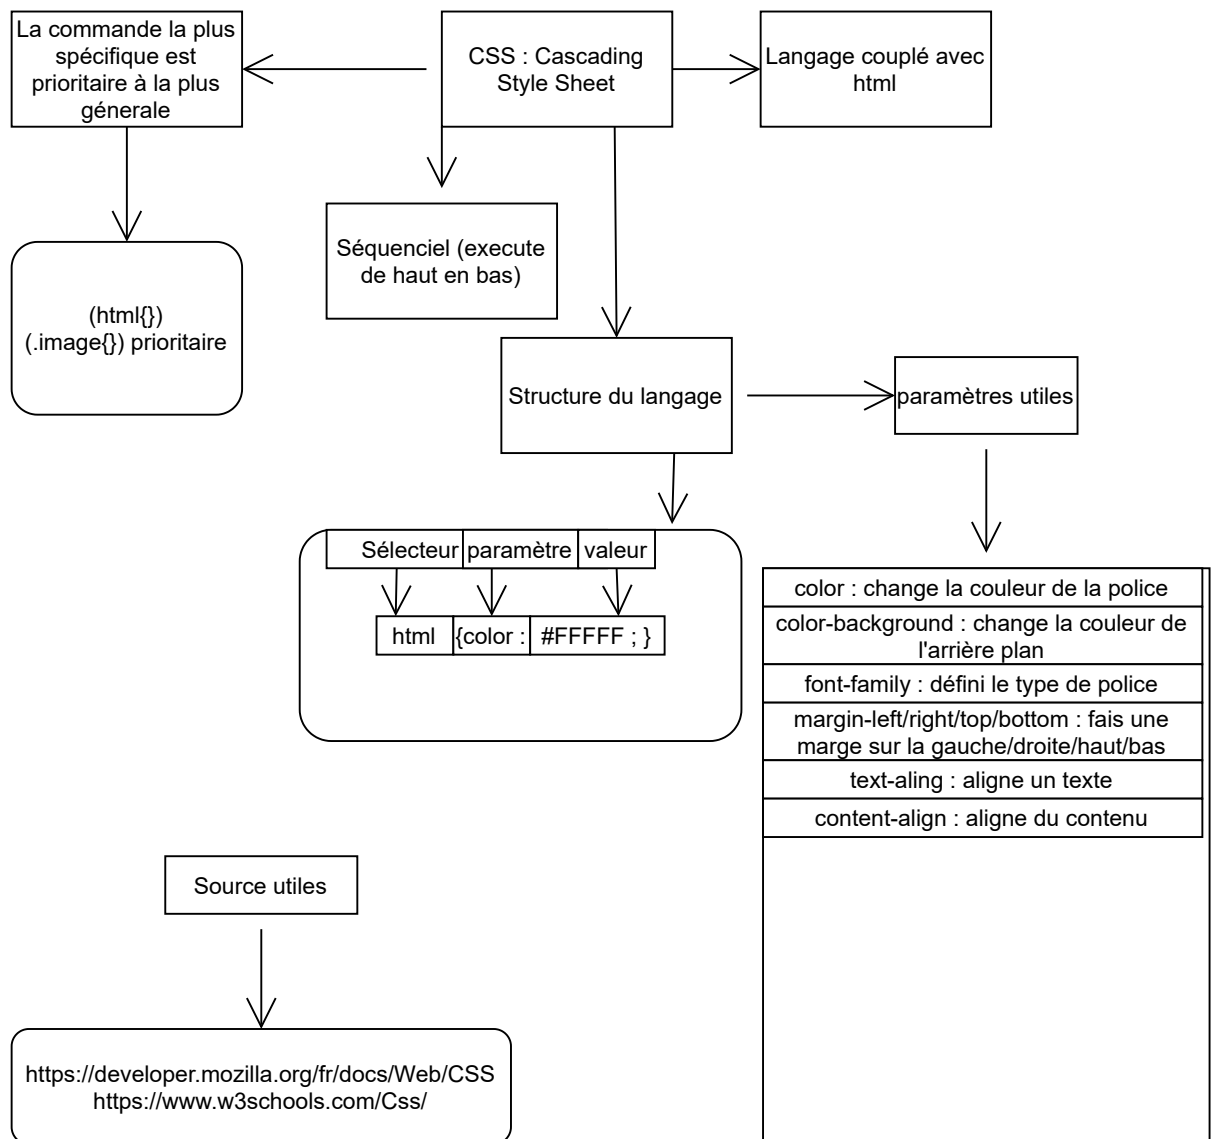 La commande la plus
spécifique est
prioritaire à la plus
génerale
CSS : Cascading
Style Sheet
Langage couplé avec
html
Séquenciel (execute
de haut en bas)
(html{})
(.image{}) prioritaire
Structure du langage
paramètres utiles
Sélecteur paramètre valeur
html {color : #FFFFF ; }
color : change la couleur de la police
color-background : change la couleur de
l'arrière plan
font-family : défini le type de police
margin-left/right/top/bottom : fais une
marge sur la gauche/droite/haut/bas
text-aling : aligne un texte
content-align : aligne du contenu
Source utiles
https://developer.mozilla.org/fr/docs/Web/CSS
https://www.w3schools.com/Css/